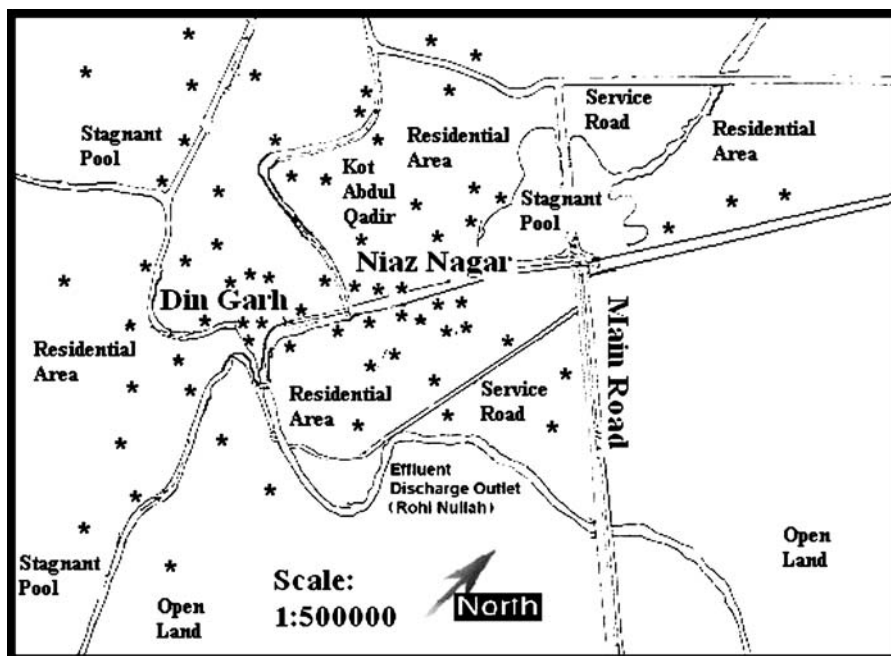 Service
Road
Residential
Area
Stagnant
Pool
Residential
Area
Kot
Abdul
Qadir
Stagnant
Pool
Niaz Nagar
Din Garh
Main Road
Residential
Area
Residential
Area
Service
Road
Effluent
Discharge Outlet
(Rohi Nullah)
Open
Land
Stagnant
Pool
Scale:
1:500000
North
Open
Land